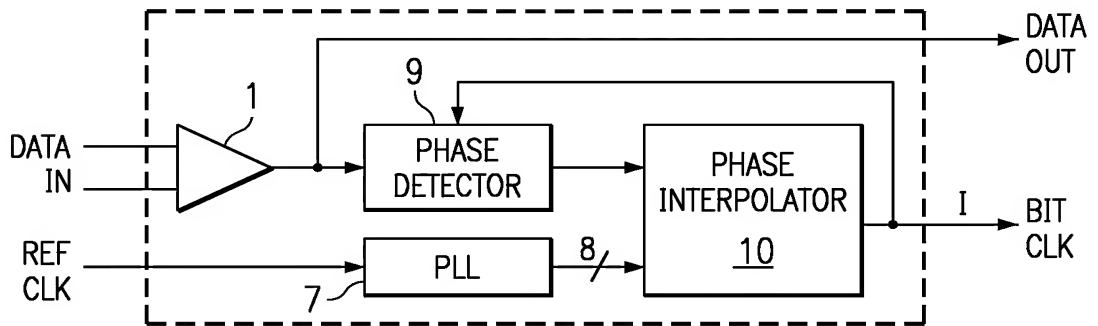 DATA
OUT
9
1
DATA
IN
PHASE
DETECTOR
PHASE
INTERPOLATOR
10
I
BIT
CLK
REF
CLK
PLL
8
7